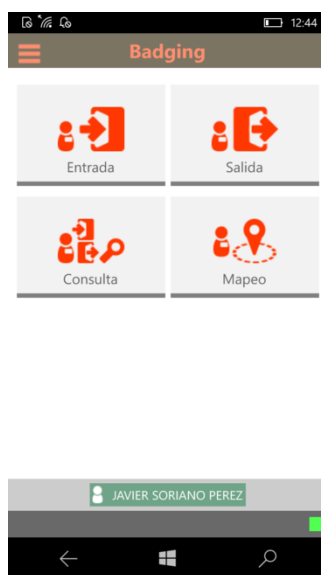 12:44
Badging
Entrada
Salida
Consulta
Mapeo
JAVIER SORIANO PEREZ